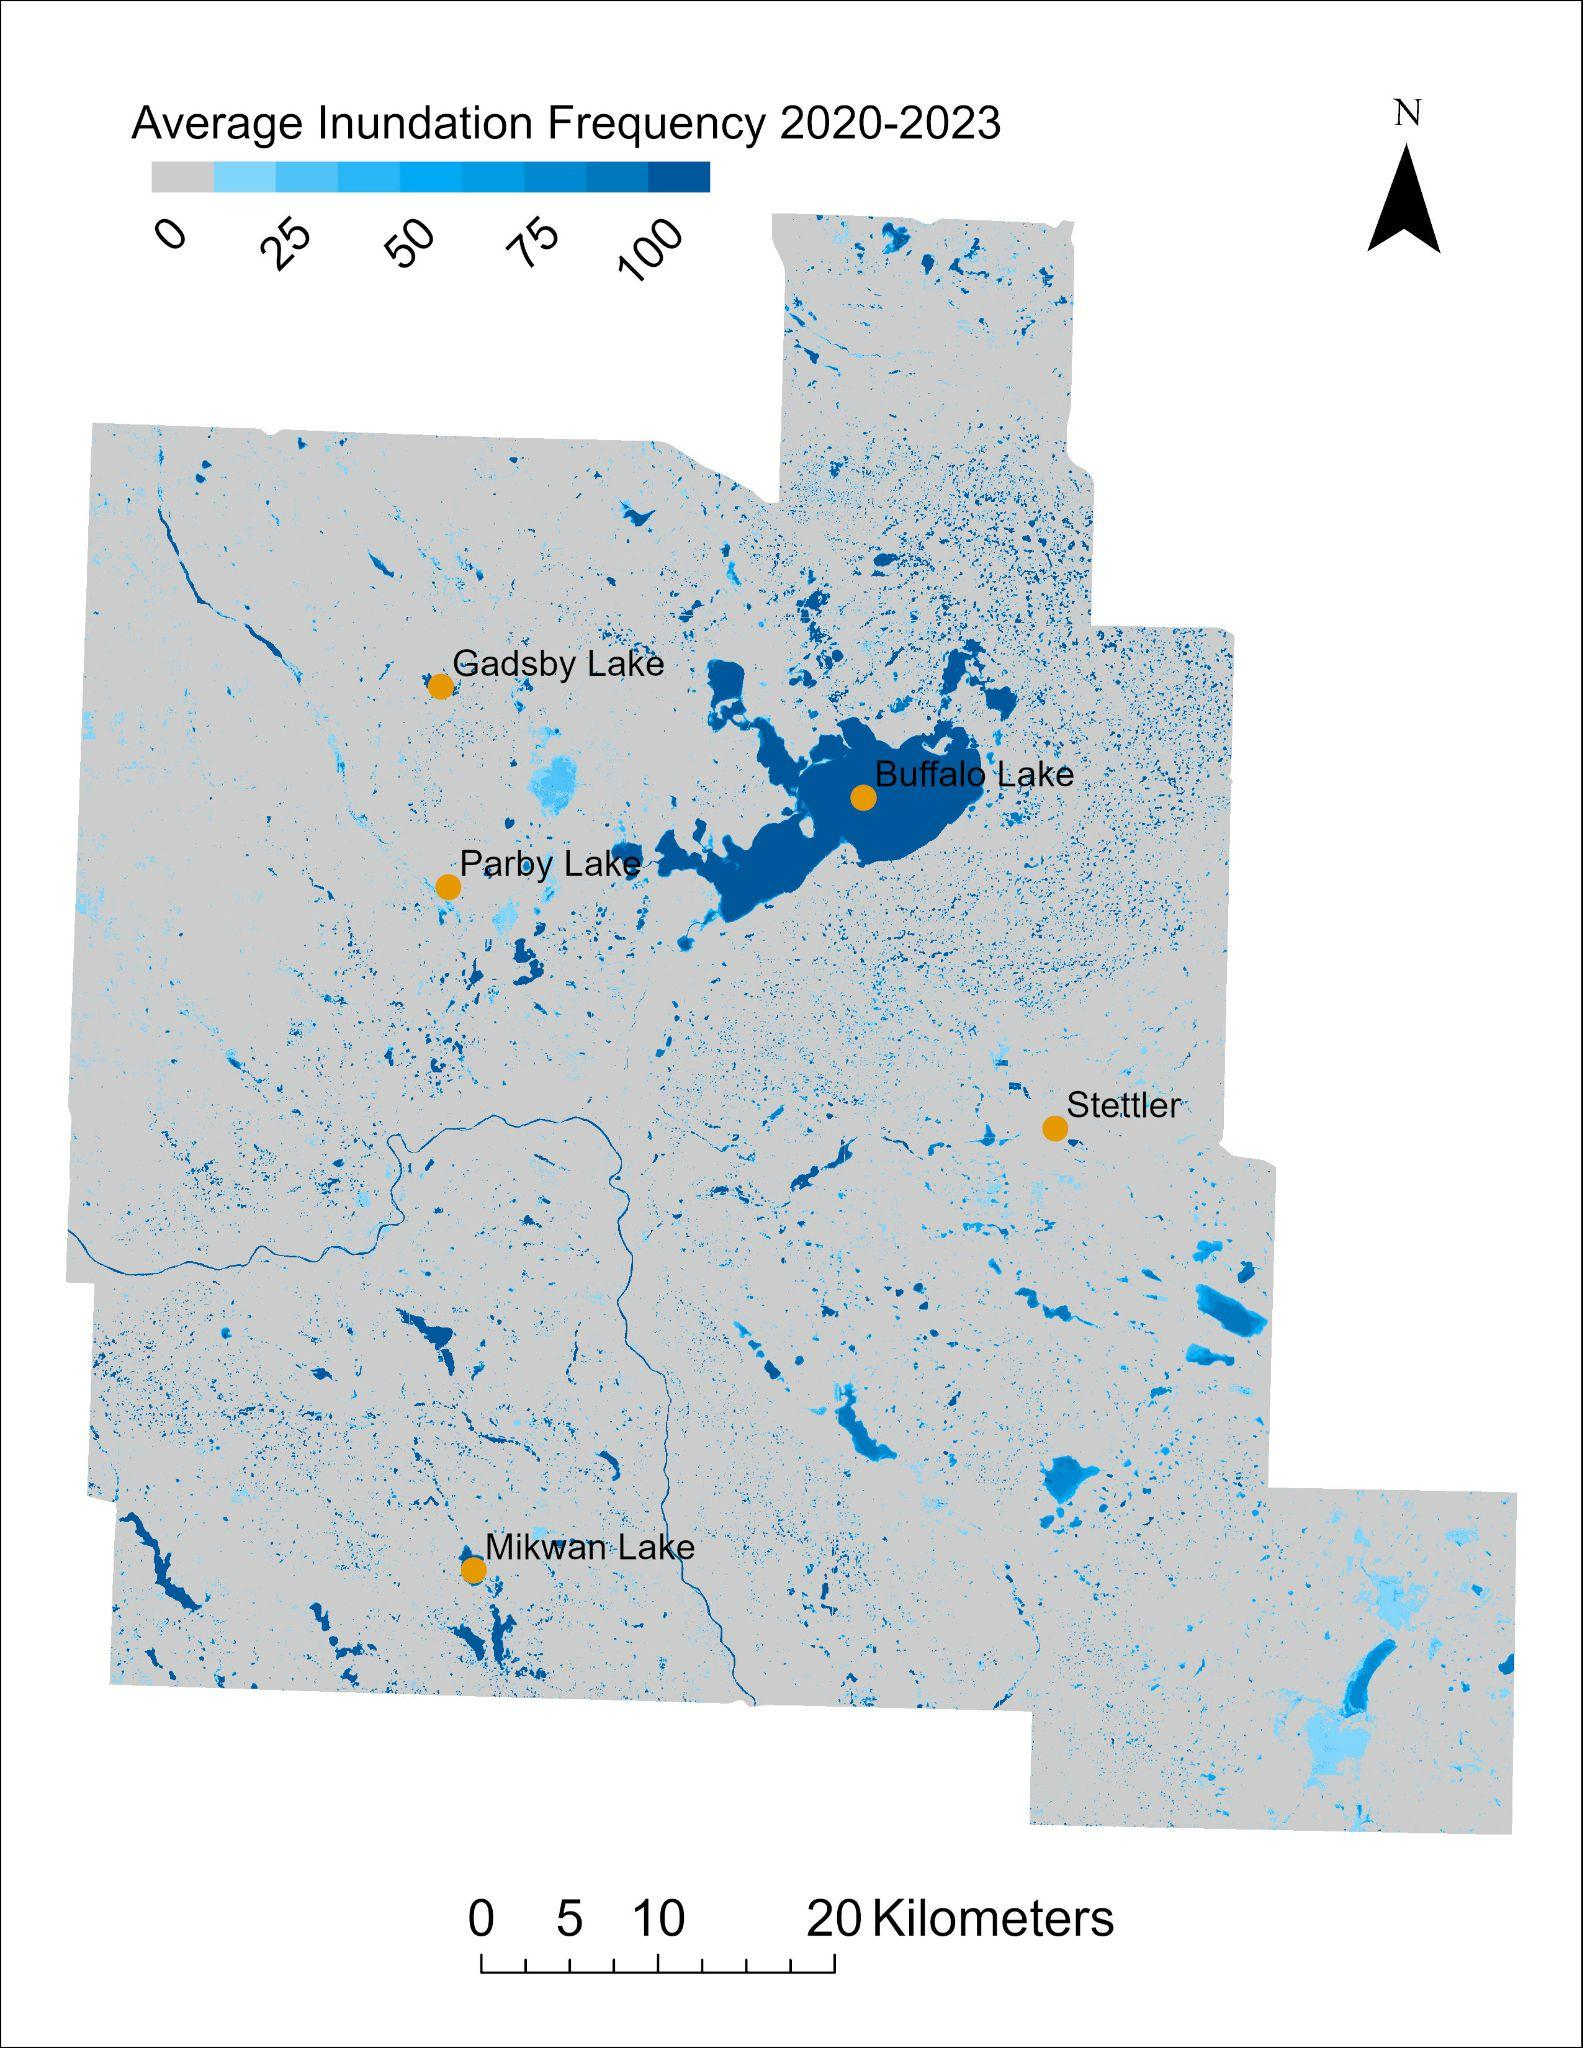 Average Inundation Frequency 2020-2023
N
0 25 50 75 100
Gadsby Lake
Buffalo Lake
Parby Lake
Stettler
Mikwan Lake
0 5 10 20 Kilometers